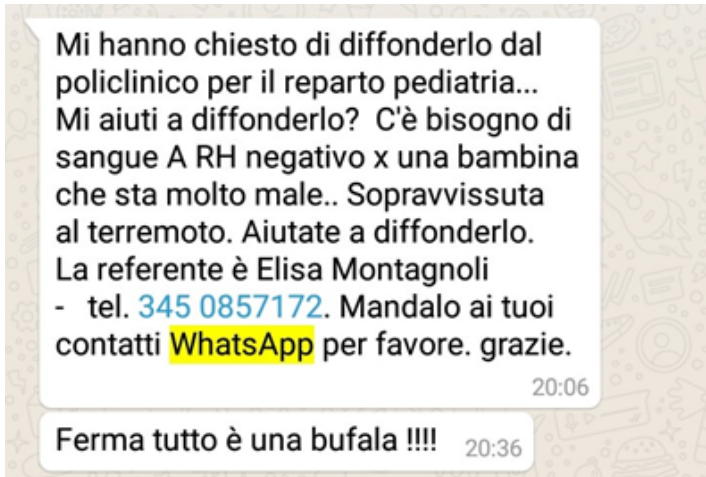 Mi hanno chiesto di diffonderlo dal
policlinico per il reparto pediatria...
Mi aiuti a diffonderlo?  C'è bisogno di
sangue A RH negativo x una bambina
che sta molto male.. Sopravvissuta
al terremoto. Aiutate a diffonderlo.
La referente è Elisa Montagnoli
-   tel. 345 0857172. Mandalo ai tuoi
contatti WhatsApp per favore. grazie.
20:06
Ferma tutto è una bufala !!!! 20:36